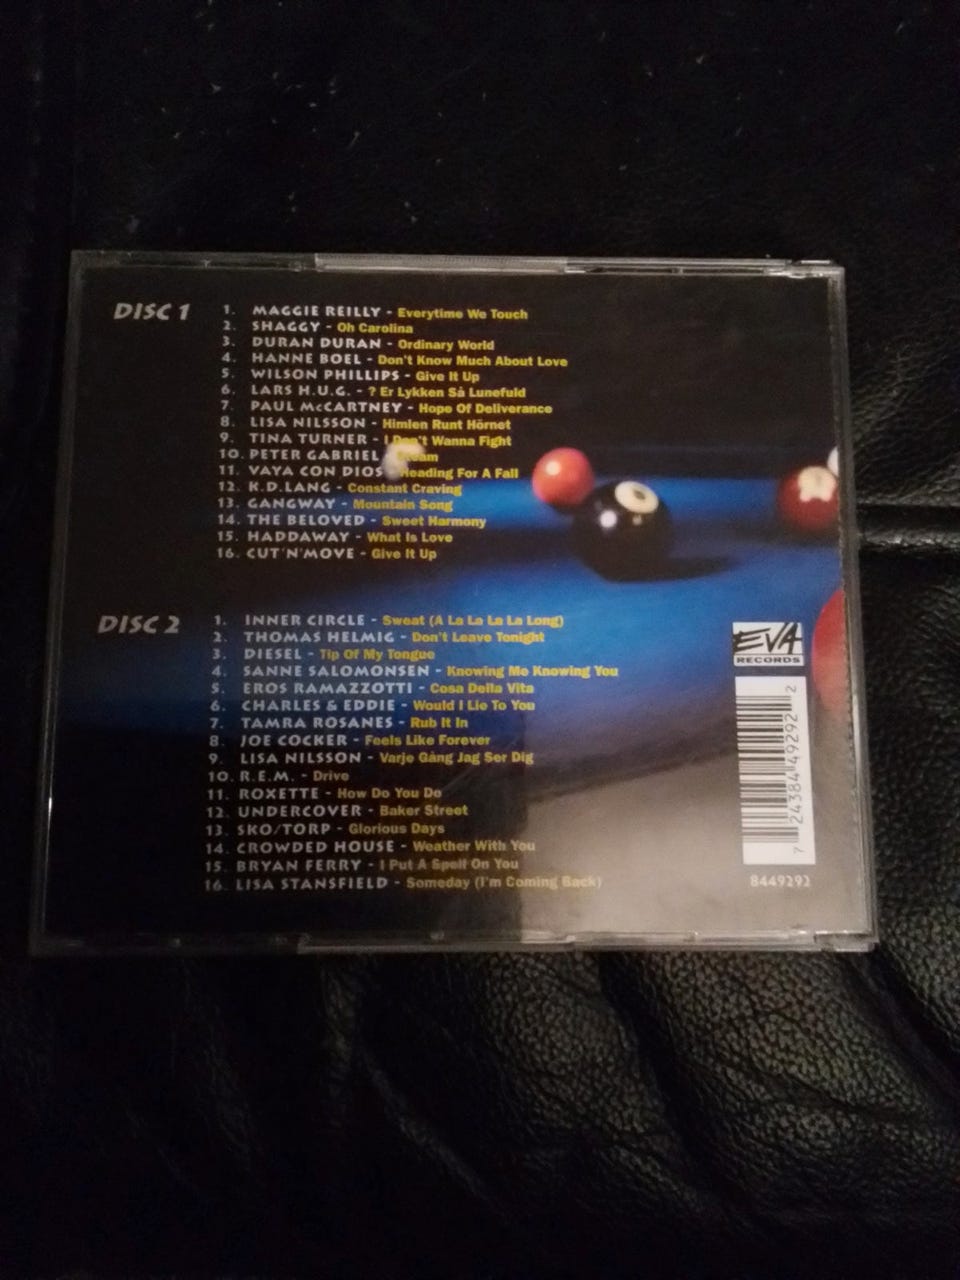 DISC 1
1. MAGGIE REILLY - Everytime We Touch
2. SHAGGY - Oh Carolina
3. DURAN DURAN - Ordinary World
4. HANNE BOEL - Don't Know Much About Love
5. WILSON PHILLIPS - Give It Up
6. LARS H.U.G. - ? Er Lykken Så Lunefuld
7. PAUL McCARTNEY - Hope Of Deliverance
8. LISA NILSSON - Himlen Runt Hörnet
9. TINA TURNER - I Don't Wanna Fight
10. PETER GABRIEL - Steam
11. VAYA CON DIOS - Heading For A Fall
12. K.D.LANG - Constant Craving
13. GANGWAY - Mountain Song
14. THE BELOVED - Sweet Harmony
15. HADDAWAY - What Is Love
16. CUT'N'MOVE - Give It Up
DISC 2
1. INNER CIRCLE - Sweat (A La La La La Long)
2. THOMAS HELMIG - Don't Leave Tonight
3. DIESEL - Tip Of My Tongue
4. SANNE SALOMONSEN - Knowing Me Knowing You
5. EROS RAMAZZOTTI - Cosa Della Vita
6. CHARLES & EDDIE - Would I Lie To You
7. TAMRA ROSANES - Rub It In
8. JOE COCKER - Feels Like Forever
9. LISA NILSSON - Varje Gång Jag Ser Dig
10. R.E.M. - Drive
11. ROXETTE - How Do You Do
12. UNDERCOVER - Baker Street
13. SKO/TORP - Glorious Days
14. CROWDED HOUSE - Weather With You
15. BRYAN FERRY - I Put A Spell On You
16. LISA STANSFIELD - Someday (I'm Coming Back)
EVA
RECORDS
7 24384 49292 2
8449292